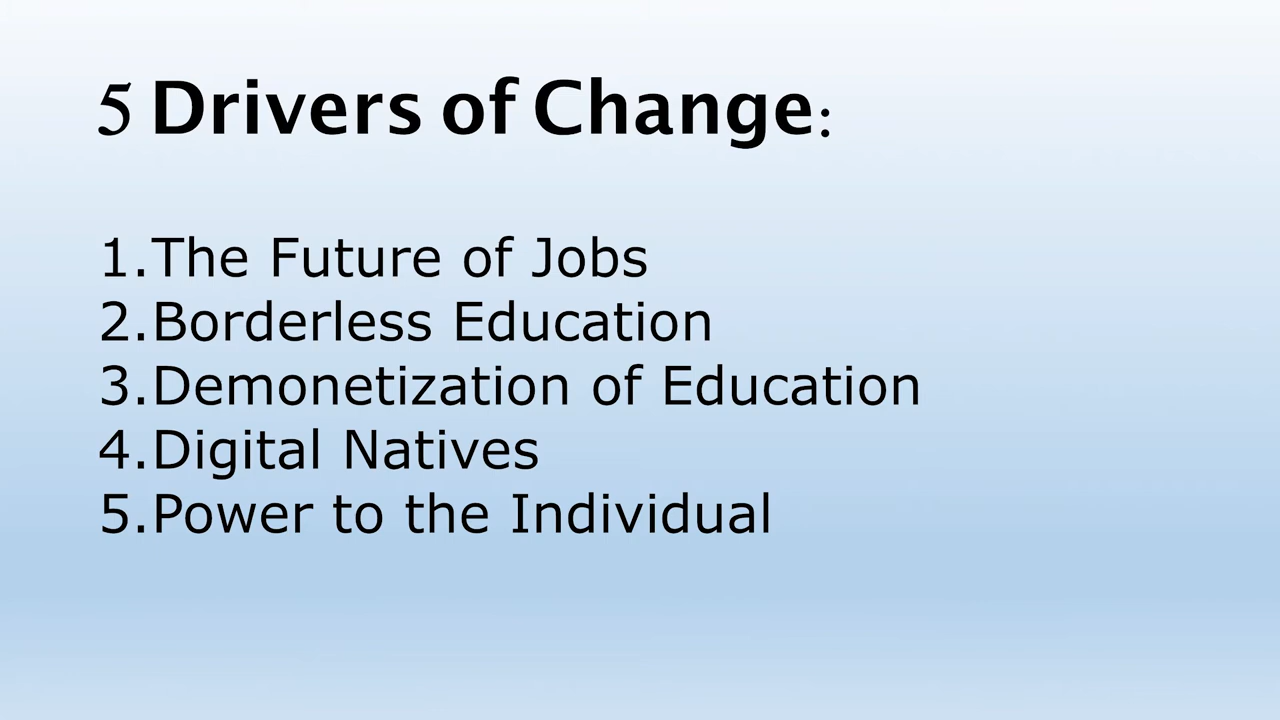 5 Drivers of Change:
1.The Future of Jobs
2.Borderless Education
3.Demonetization of Education
4.Digital Natives
5.Power to the Individual